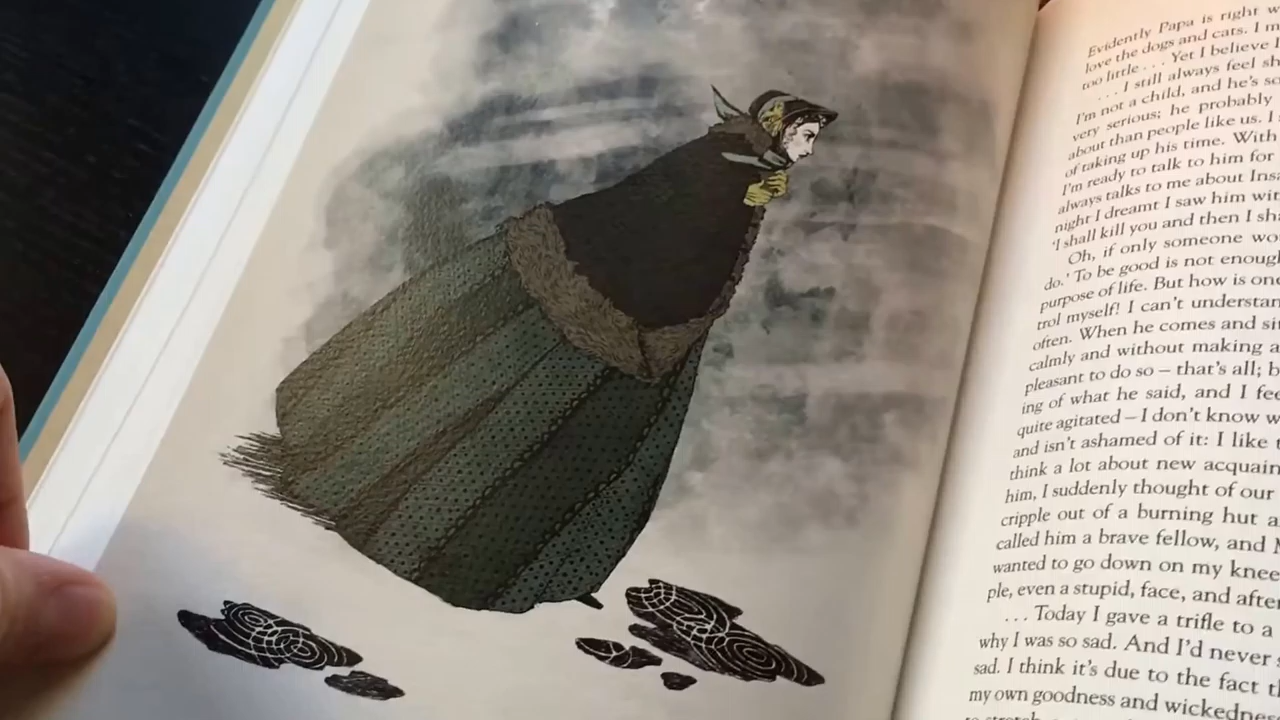 Evidently Papa is right w
love the dogs and cats. I m
too little . . . Yet I believe
. . . I still always feel sh
I'm not a child, and he's so
very serious; he probably
about than people like us. I
of taking up his time. With
I'm ready to talk to him for
always talks to me about Insa
night I dreamt I saw him wit
'I shall kill you and then I sh
Oh, if only someone wo
do.' To be good is not enoug
purpose of life. But how is one
trol myself! I can't understan
often. When he comes and si
calmly and without making a
pleasant to do so – that's all; b
ing of what he said, and I fee
quite agitated – I don't know w
and isn't ashamed of it: I like t
think a lot about new acquain
him, I suddenly thought of our
cripple out of a burning hut a
called him a brave fellow, and M
wanted to go down on my knee
ple, even a stupid, face, and after
. . . Today I gave a trifle to a
why I was so sad. And I'd never s
sad. I think it's due to the fact th
my own goodness and wickedness